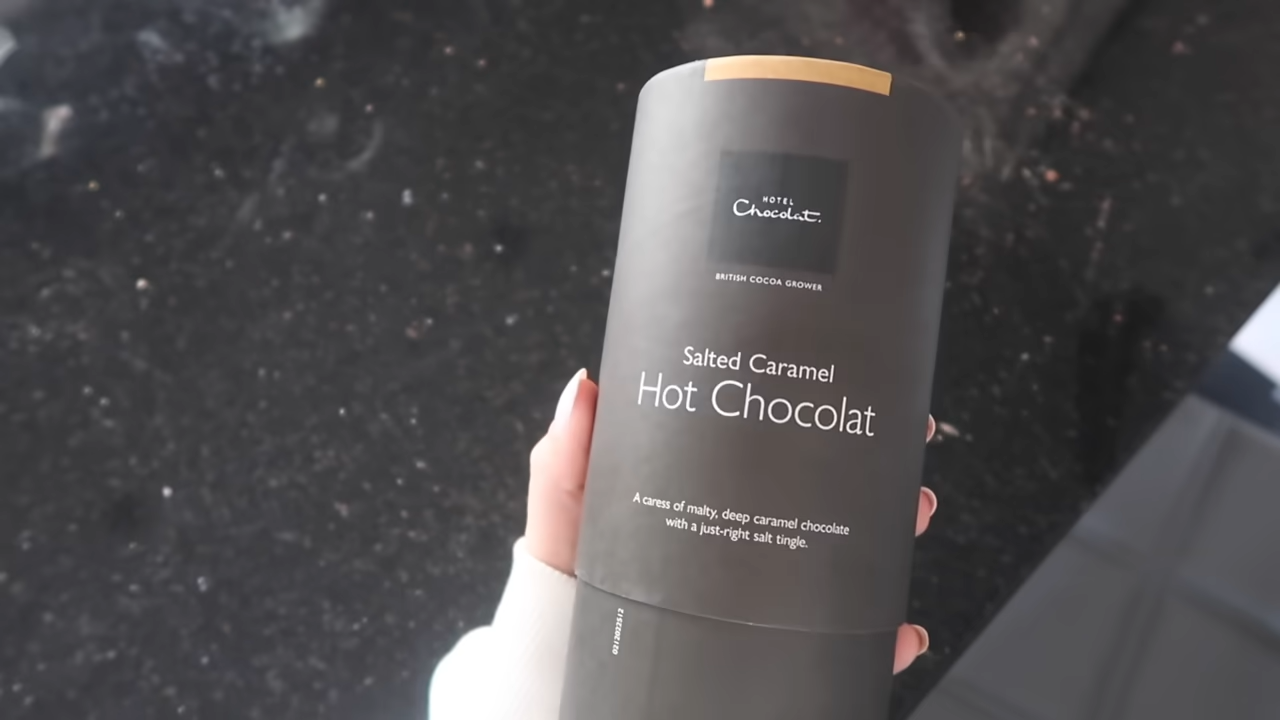 HOTEL
Chocolat.
BRITISH COCOA GROWER
Salted Caramel
Hot Chocolat
A caress of malty, deep caramel chocolate
with a just-right salt tingle.